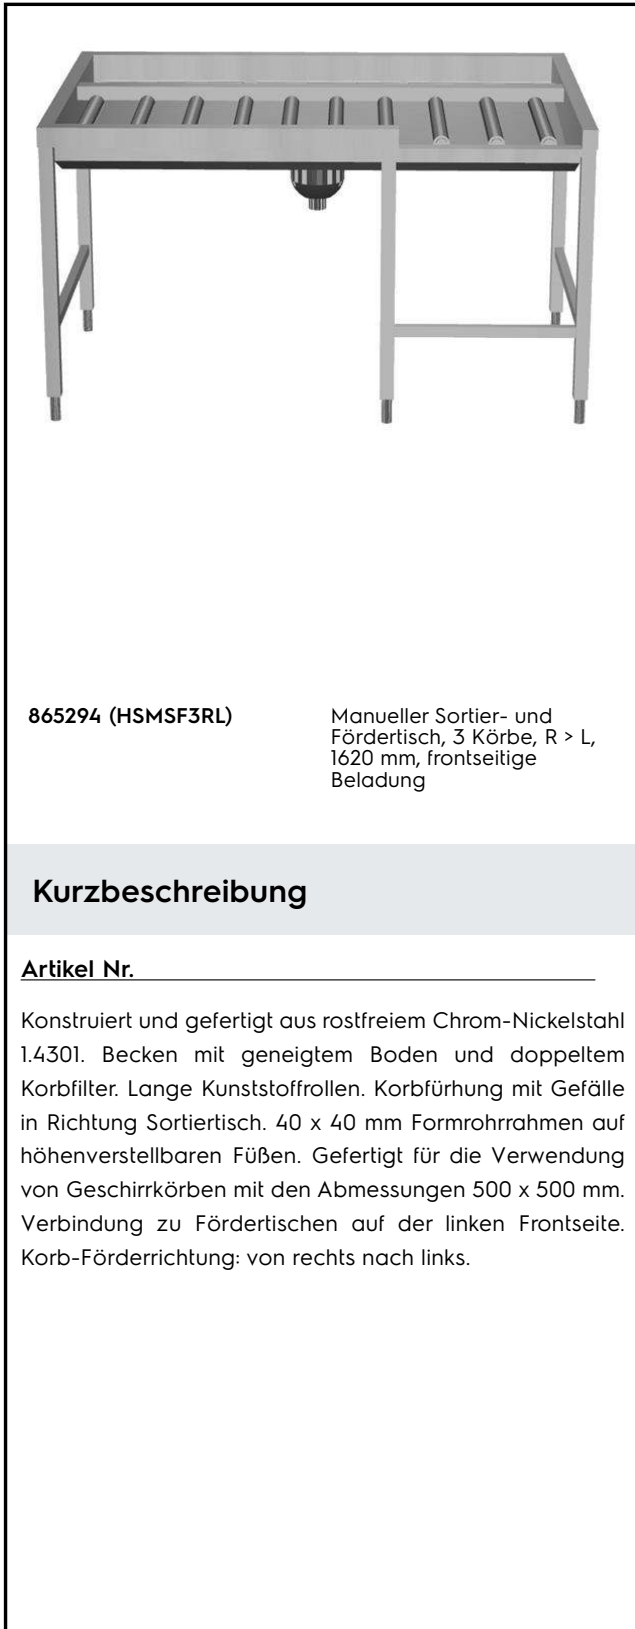 865294 (HSMSF3RL)
Manueller Sortier- und
Fördertisch, 3 Körbe, R > L,
1620 mm, frontseitige
Beladung
Kurzbeschreibung
Artikel Nr.
Konstruiert und gefertigt aus rostfreiem Chrom-Nickelstahl
1.4301. Becken mit geneigtem Boden und doppeltem
Korbfilter. Lange Kunststoffrollen. Korbfürhung mit Gefälle
in Richtung Sortiertisch. 40 x 40 mm Formrohrrahmen auf
höhenverstellbaren Füßen. Gefertigt für die Verwendung
von Geschirrkörben mit den Abmessungen 500 x 500 mm.
Verbindung zu Fördertischen auf der linken Frontseite.
Korb-Förderrichtung: von rechts nach links.